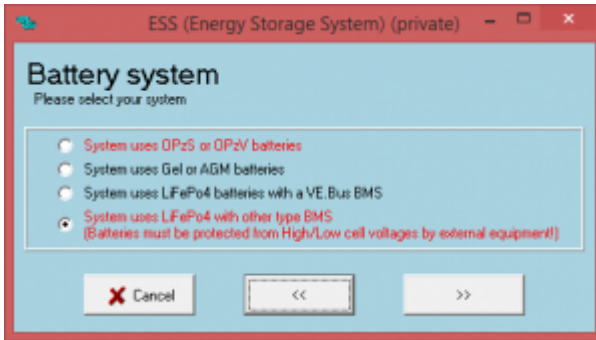 ESS (Energy Storage System) (private)
Battery system
Please select your system
System uses OPzS or OPzV batteries
System uses Gel or AGM batteries
System uses LiFePo4 batteries with a VE.Bus BMS
System uses LiFePo4 with other type BMS
(Batteries must be protected from High/Low cell voltages by external equipment!)
Cancel
<<
>>